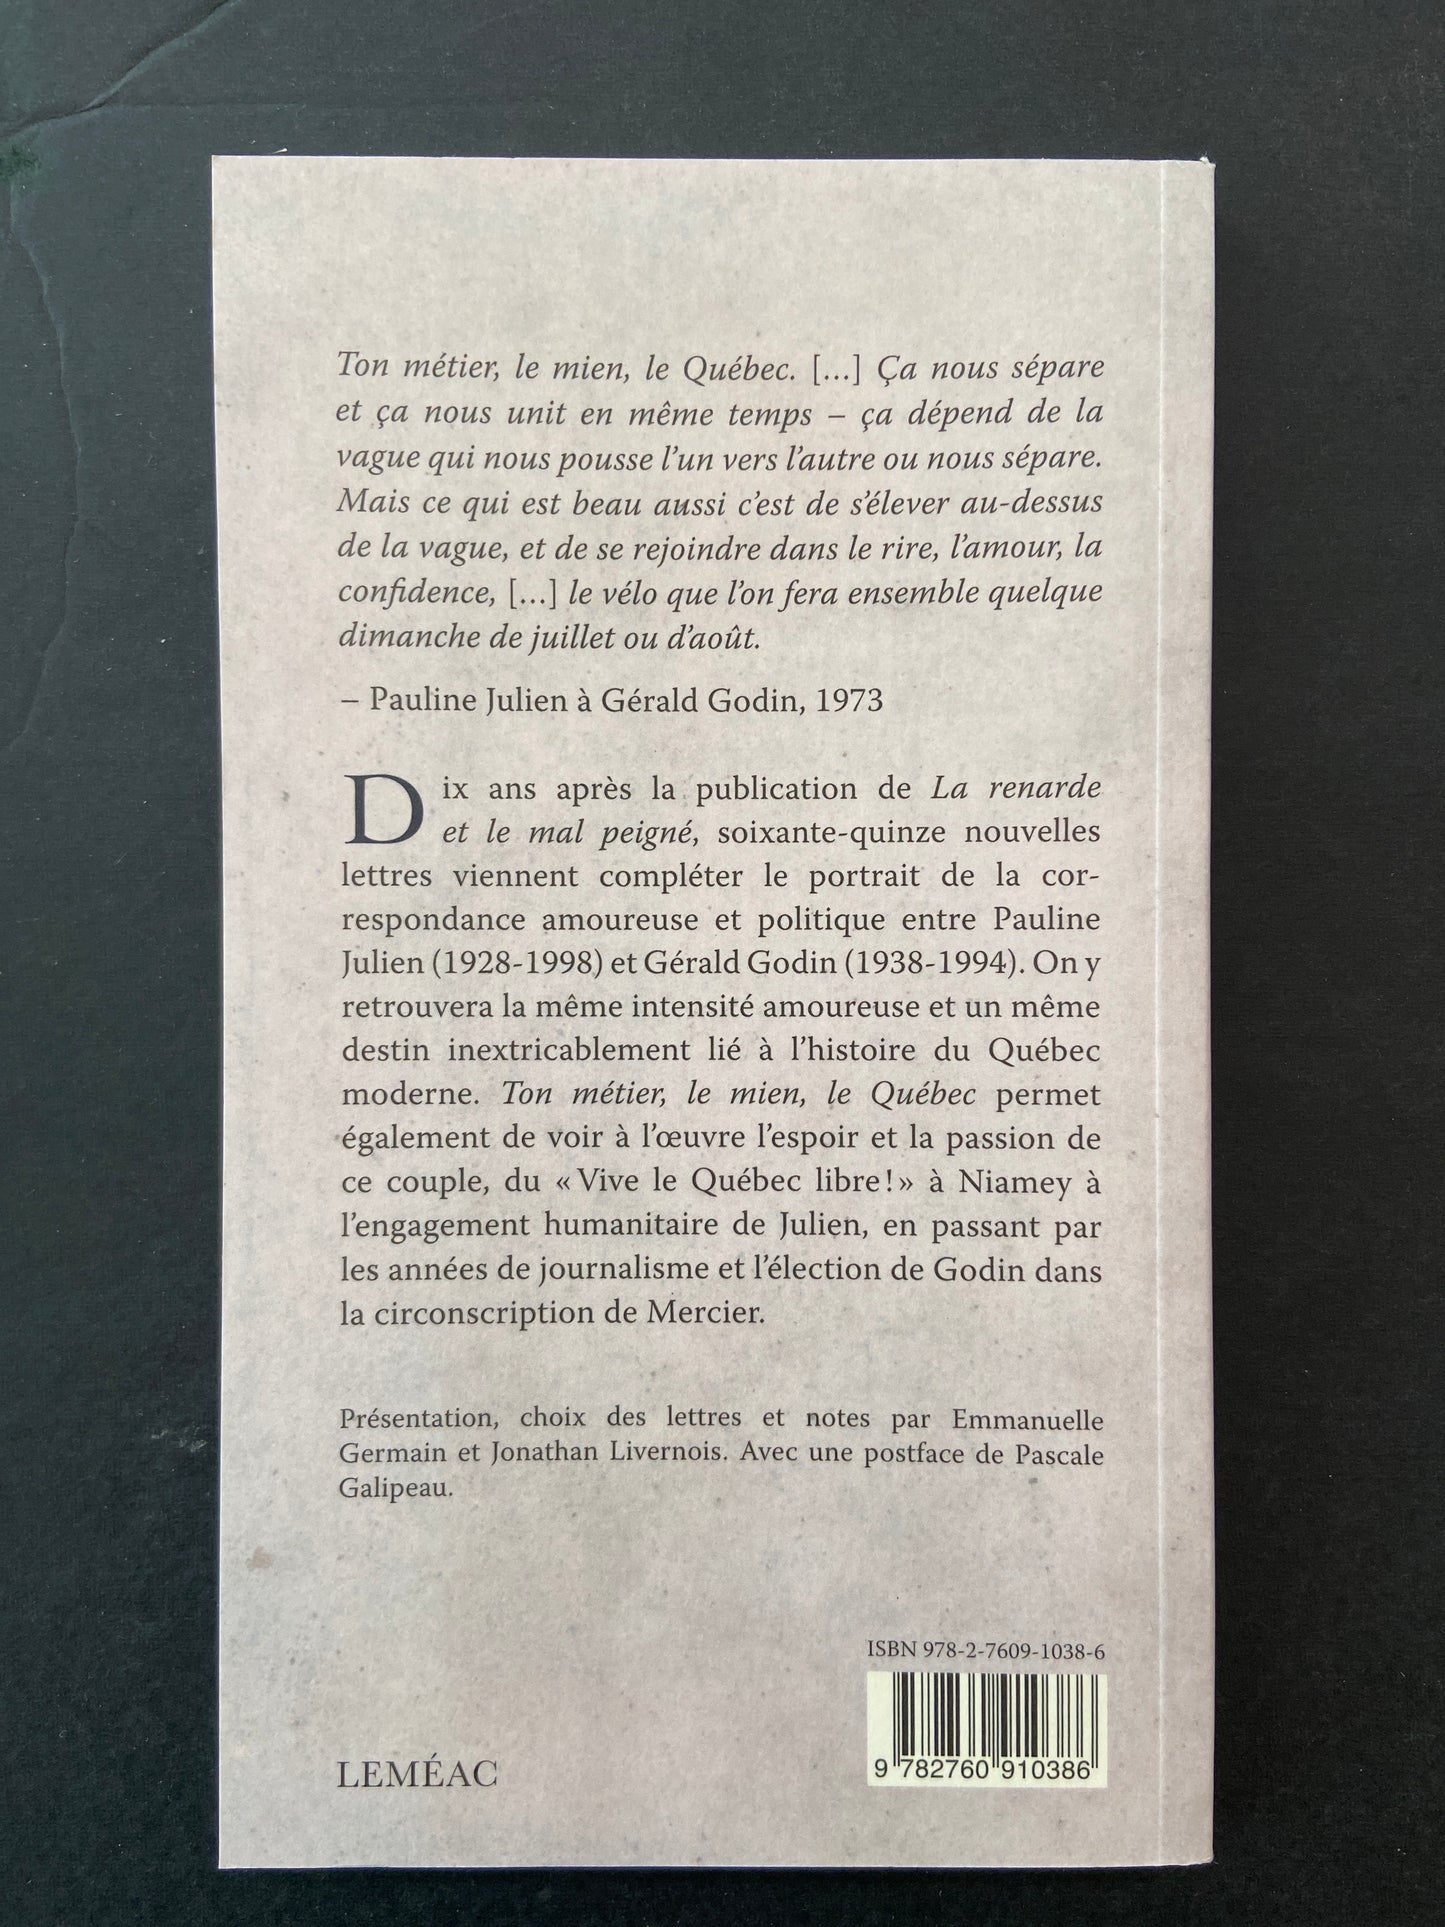 Ton métier, le mien, le Québec. […] Ça nous sépare
et ça nous unit en même temps – ça dépend de la
vague qui nous pousse l’un vers l’autre ou nous sépare.
Mais ce qui est beau aussi c’est de s’élever au-dessus
de la vague, et de se rejoindre dans le rire, l’amour, la
confidence, […] le vélo que l’on fera ensemble quelque
dimanche de juillet ou d’août.
– Pauline Julien à Gérald Godin, 1973
Dix ans après la publication de La renarde
et le mal peigné, soixante-quinze nouvelles
lettres viennent compléter le portrait de la cor-
respondance amoureuse et politique entre Pauline
Julien (1928-1998) et Gérald Godin (1938-1994). On y
retrouvera la même intensité amoureuse et un même
destin inextricablement lié à l’histoire du Québec
moderne. Ton métier, le mien, le Québec permet
également de voir à l’œuvre l’espoir et la passion de
ce couple, du « Vive le Québec libre ! » à Niamey à
l’engagement humanitaire de Julien, en passant par
les années de journalisme et l’élection de Godin dans
la circonscription de Mercier.
Présentation, choix des lettres et notes par Emmanuelle
Germain et Jonathan Livernois. Avec une postface de Pascale
Galipeau.
ISBN 978-2-7609-1038-6
9 782760 910386
LEMÉAC